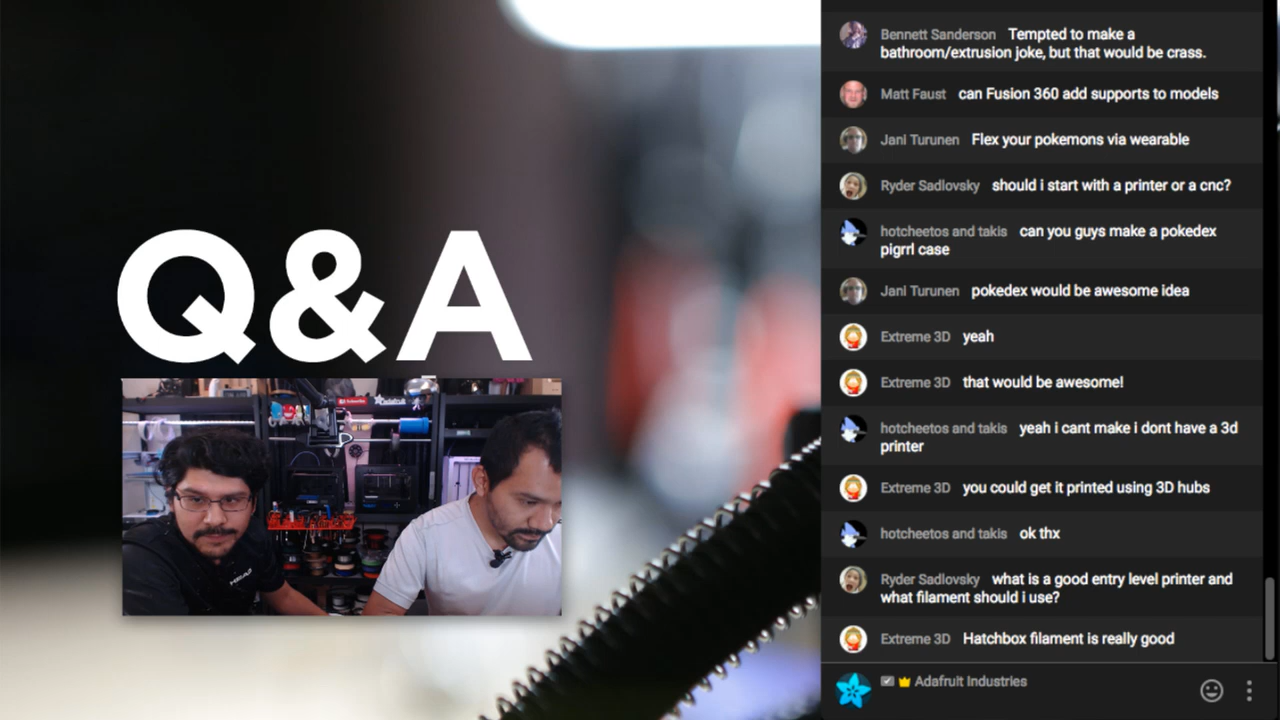 Q&A
Bennett Sanderson Tempted to make a
bathroom/extrusion joke, but that would be crass.
Matt Faust can Fusion 360 add supports to models
Jani Turunen Flex your pokemons via wearable
Ryder Sadlovsky should i start with a printer or a cnc?
hotcheetos and takis can you guys make a pokedex
pigrrl case
Jani Turunen pokedex would be awesome idea
Extreme 3D yeah
Extreme 3D that would be awesome!
hotcheetos and takis yeah i cant make i dont have a 3d
printer
Extreme 3D you could get it printed using 3D hubs
hotcheetos and takis ok thx
Ryder Sadlovsky what is a good entry level printer and
what filament should i use?
Extreme 3D Hatchbox filament is really good
Adafruit Industries